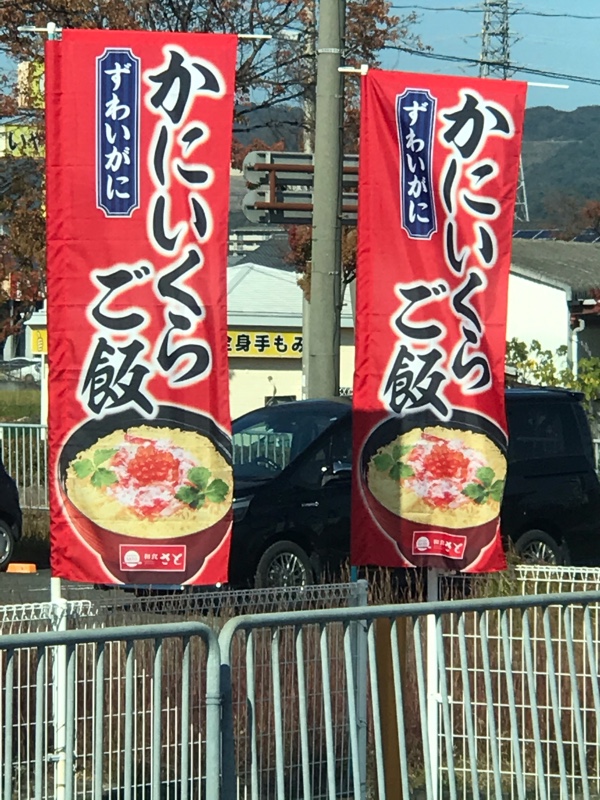 かにいくら
ご飯
ずわいがに
和食さと
かにいくら
ご飯
ずわいがに
和食さと
全身手もみ